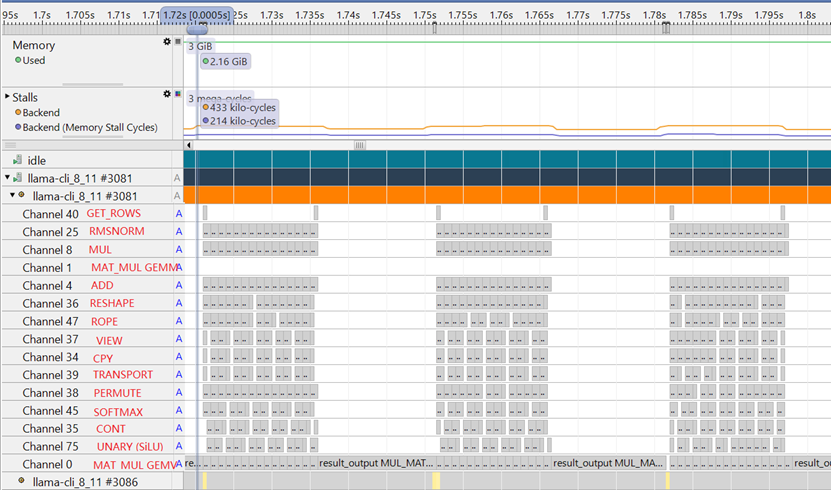 95s 1.7s 1.705s 1.71s 1.71 1.72s [0.0005s] 25s 1.73s 1.735s 1.74s 1.745s 1.75s 1.755s 1.76s 1.765s 1.77s 1.775s 1.78s 1.785s 1.79s 1.795s 1.8s
Memory
3 GiB
Used
2.16 GiB
Stalls
3 mega-cycles
Backend
433 kilo-cycles
Backend (Memory Stall Cycles)
214 kilo-cycles
idle
llama-cli_8_11 #3081 A
llama-cli_8_11 #3081 A
Channel 40 GET_ROWS A
Channel 25 RMSNORM A
Channel 8 MUL A
Channel 1 MAT_MUL GEMM A
Channel 4 ADD A
Channel 36 RESHAPE A
Channel 47 ROPE A
Channel 37 VIEW A
Channel 34 CPY A
Channel 39 TRANSPORT A
Channel 38 PERMUTE A
Channel 45 SOFTMAX A
Channel 35 CONT A
Channel 75 UNARY (SiLU) A
Channel 0 MAT_MUL GEMV A re... result_output MUL_MAT... result_output MUL_MA... result_ou
llama-cli_8_11 #3086